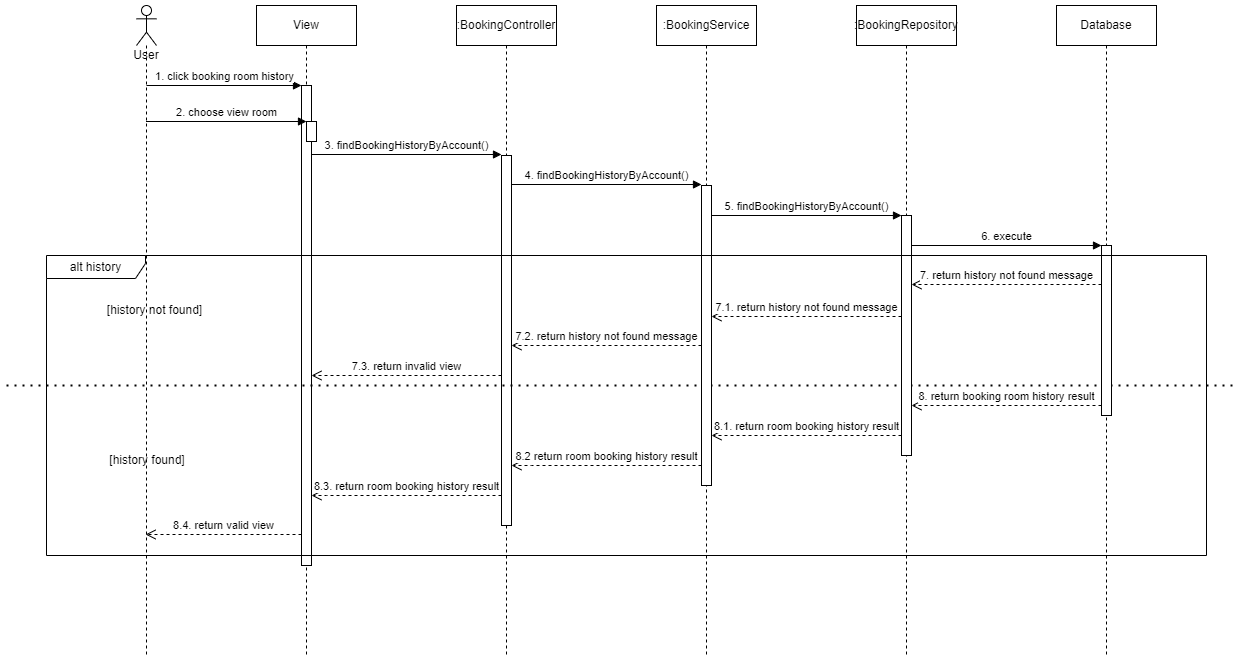 User
View
:BookingController
:BookingService
:BookingRepository
Database
1. click booking room history
2. choose view room
3. findBookingHistoryByAccount()
4. findBookingHistoryByAccount()
5. findBookingHistoryByAccount()
6. execute
alt history
7. return history not found message
[history not found]
7.1. return history not found message
7.2. return history not found message
7.3. return invalid view
8. return booking room history result
8.1. return room booking history result
[history found]
8.2 return room booking history result
8.3. return room booking history result
8.4. return valid view